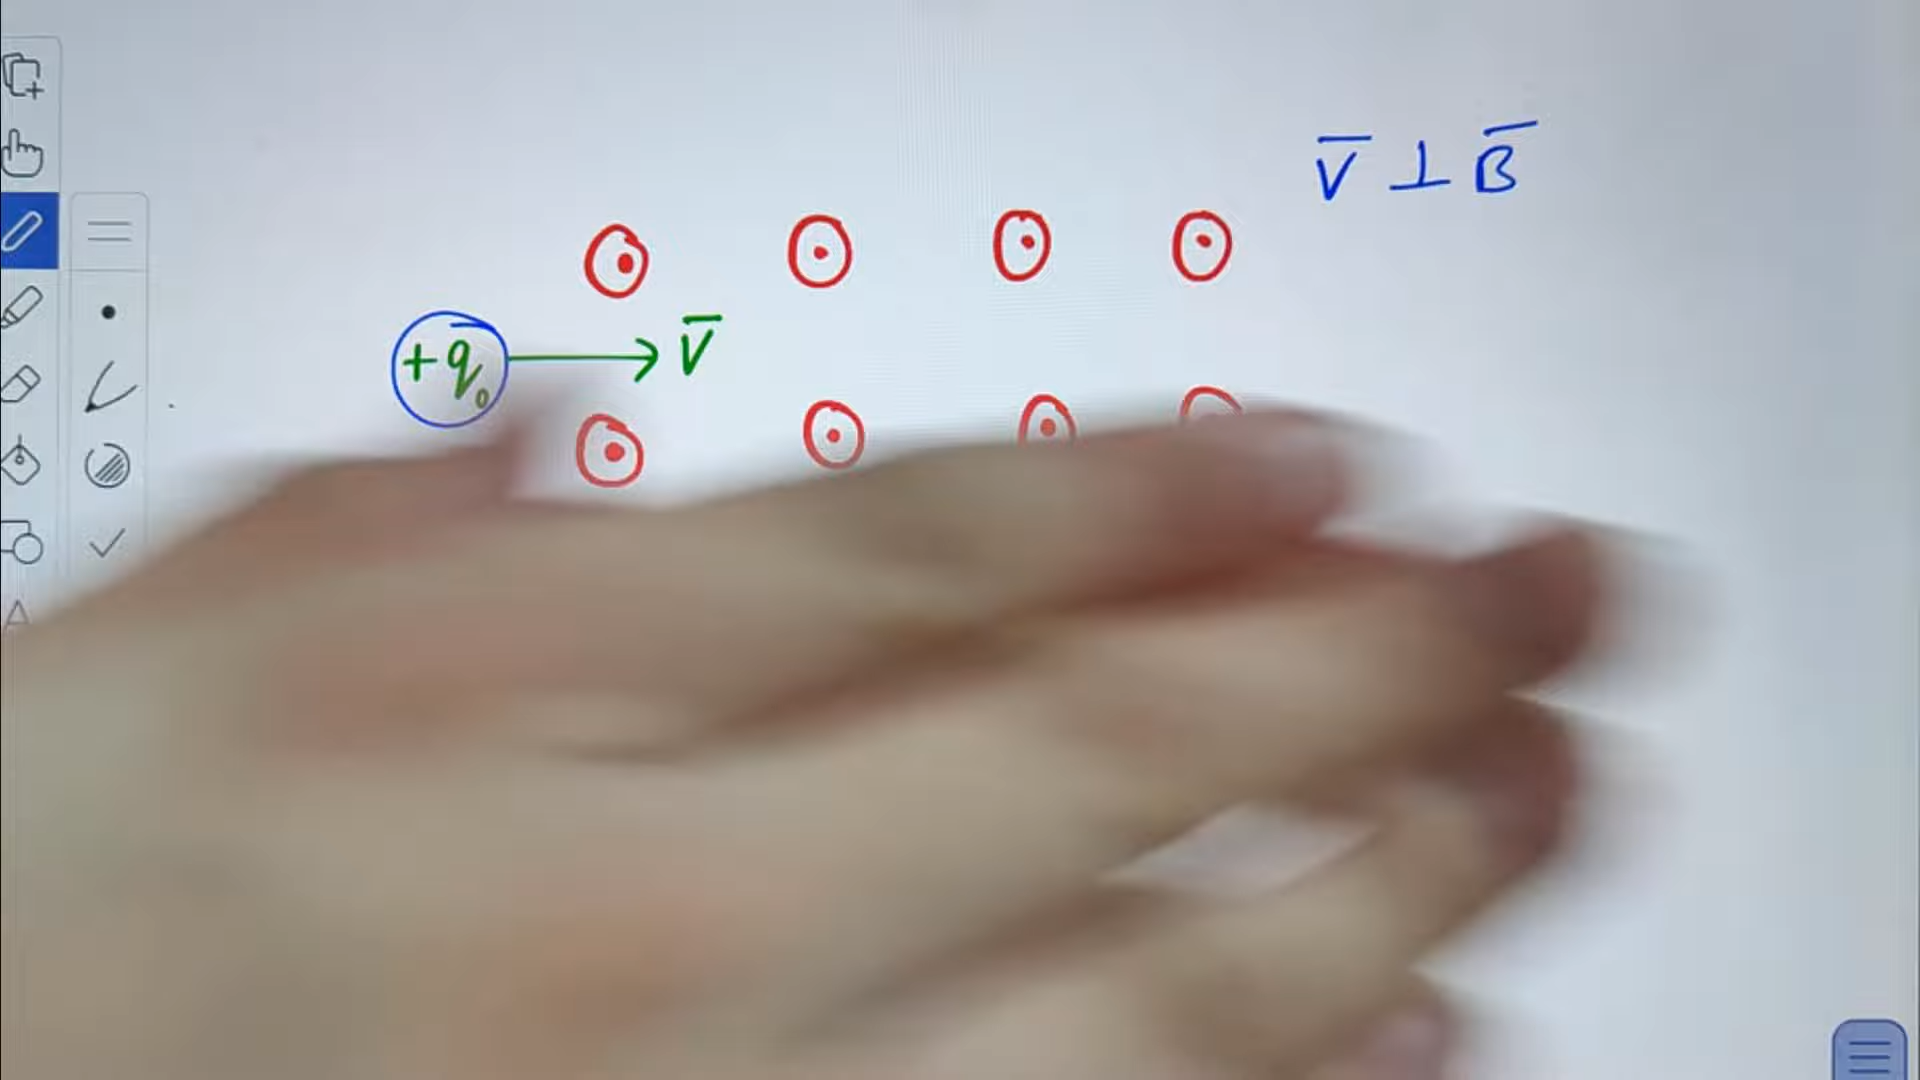 V̅ ⊥ B̅
+q₀ → V̅